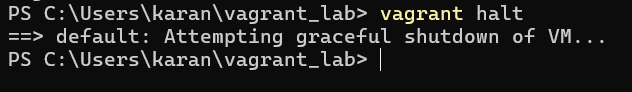 PS C:\Users\karan\vagrant_lab> vagrant halt
==> default: Attempting graceful shutdown of VM...
PS C:\Users\karan\vagrant_lab>